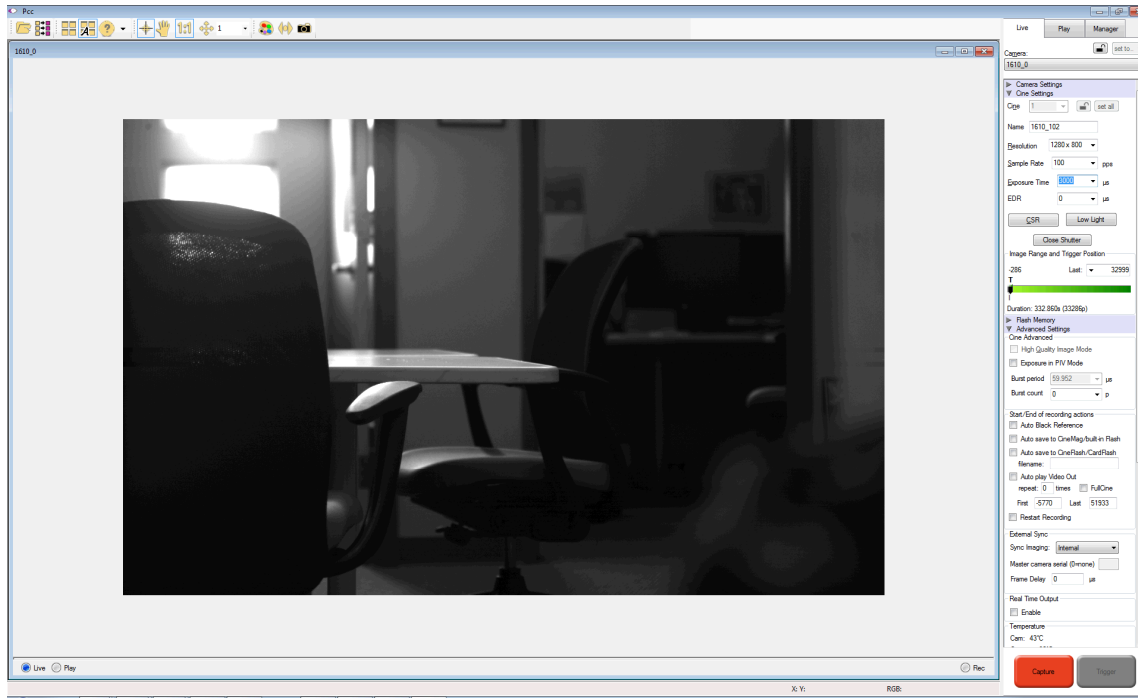 Pcc
1
1610_0
Live Play Manager
Camera: set to..
1610_0
Camera Settings
Cine Settings
Cine 1 set all
Name 1610_102
Resolution 1280 x 800
Sample Rate 100 pps
Exposure Time 3000 µs
EDR 0 µs
CSR Low Light
Close Shutter
Image Range and Trigger Position
-286 Last: 32999
T
Duration: 332.860s (33286p)
Flash Memory
Advanced Settings
Cine Advanced
High Quality Image Mode
Exposure in PIV Mode
Burst period 59.952 µs
Burst count 0 p
Start/End of recording actions
Auto Black Reference
Auto save to CineMag/built-in Flash
Auto save to CineFlash/CardFlash
filename:
Auto play Video Out
repeat: 0 times FullCine
First -5770 Last 51933
Restart Recording
External Sync
Sync Imaging: Internal
Master camera serial (0=none)
Frame Delay 0 µs
Real Time Output
Enable
Temperature
Cam: 43°C
Live Play Rec
Capture Trigger
X: Y: RGB: